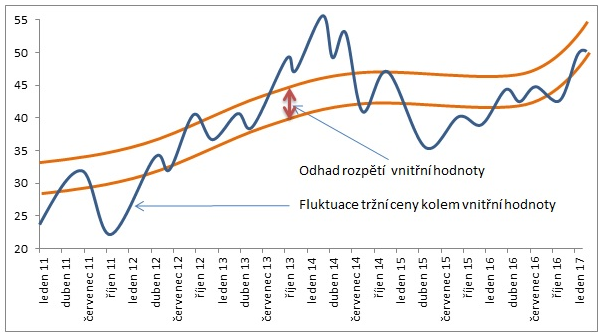 55
50
45
40
35
30
25
20
Odhad rozpětí vnitřní hodnoty
Fluktuace tržní ceny kolem vnitřní hodnoty
leden 11
duben 11
červenec 11
říjen 11
leden 12
duben 12
červenec 12
říjen 12
leden 13
duben 13
červenec 13
říjen 13
leden 14
duben 14
červenec 14
říjen 14
leden 15
duben 15
červenec 15
říjen 15
leden 16
duben 16
červenec 16
říjen 16
leden 17